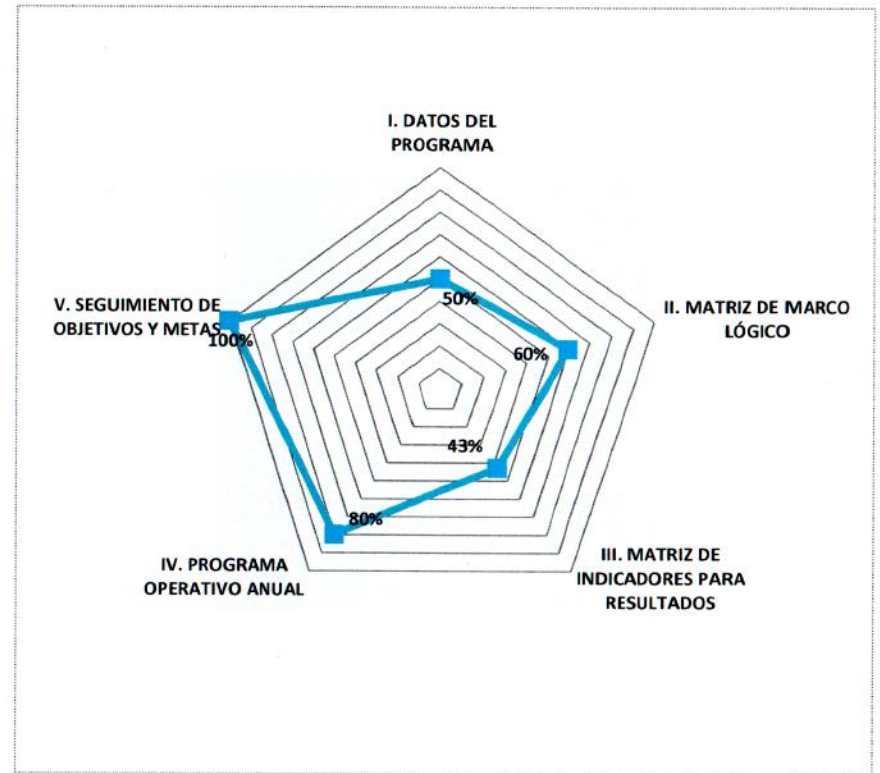 I. DATOS DEL
PROGRAMA
50%
II. MATRIZ DE MARCO
LÓGICO
60%
III. MATRIZ DE
INDICADORES PARA
RESULTADOS
43%
IV. PROGRAMA
OPERATIVO ANUAL
80%
V. SEGUIMIENTO DE
OBJETIVOS Y METAS
100%